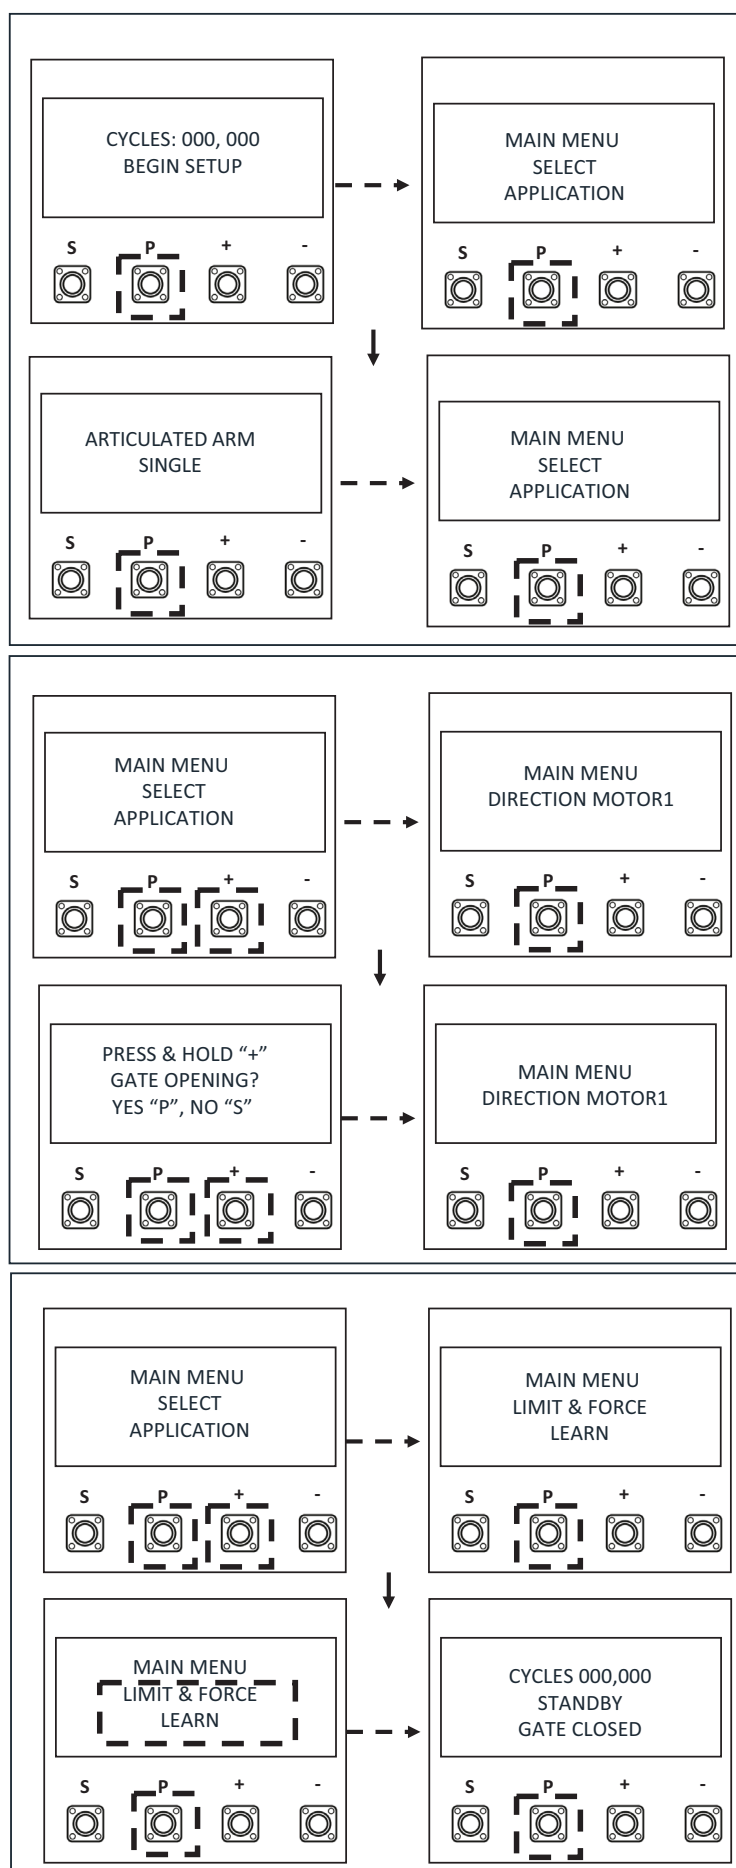 CYCLES: 000, 000
BEGIN SETUP
S P + -
MAIN MENU
SELECT
APPLICATION
S P + -
ARTICULATED ARM
SINGLE
S P + -
MAIN MENU
SELECT
APPLICATION
S P + -
MAIN MENU
SELECT
APPLICATION
S P + -
MAIN MENU
DIRECTION MOTOR1
S P + -
PRESS & HOLD “+”
GATE OPENING?
YES “P”, NO “S”
S P + -
MAIN MENU
DIRECTION MOTOR1
S P + -
MAIN MENU
SELECT
APPLICATION
S P + -
MAIN MENU
LIMIT & FORCE
LEARN
S P + -
MAIN MENU
LIMIT & FORCE
LEARN
S P + -
CYCLES 000,000
STANDBY
GATE CLOSED
S P + -